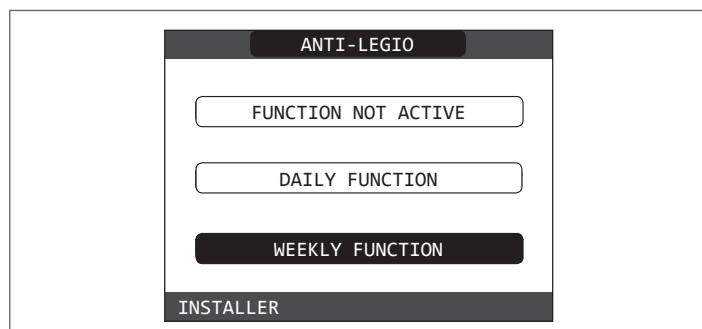 ANTI-LEGIO
FUNCTION NOT ACTIVE
DAILY FUNCTION
WEEKLY FUNCTION
INSTALLER